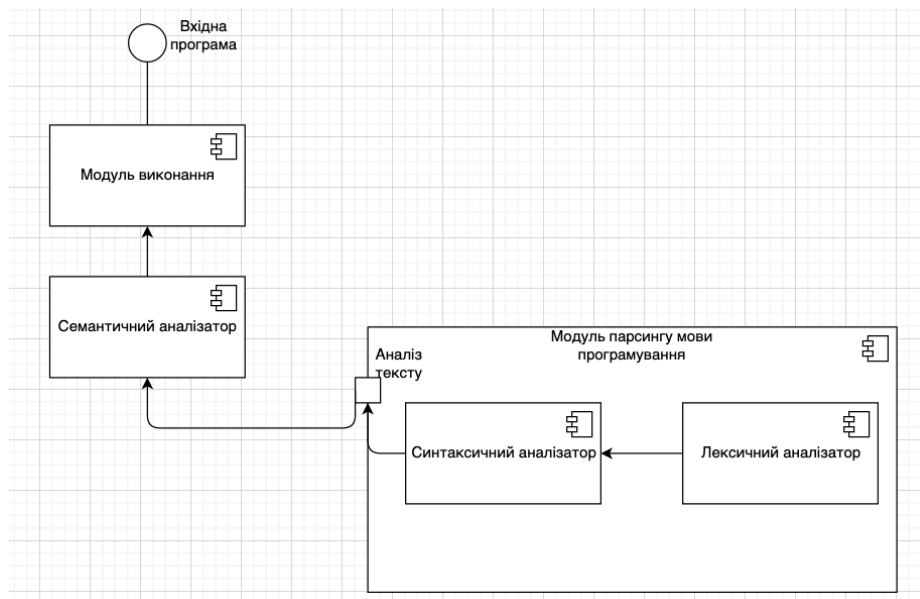 Вхідна
програма
Модуль виконання
Семантичний аналізатор
Модуль парсингу мови
програмування
Аналіз
тексту
Синтаксичний аналізатор
Лексичний аналізатор